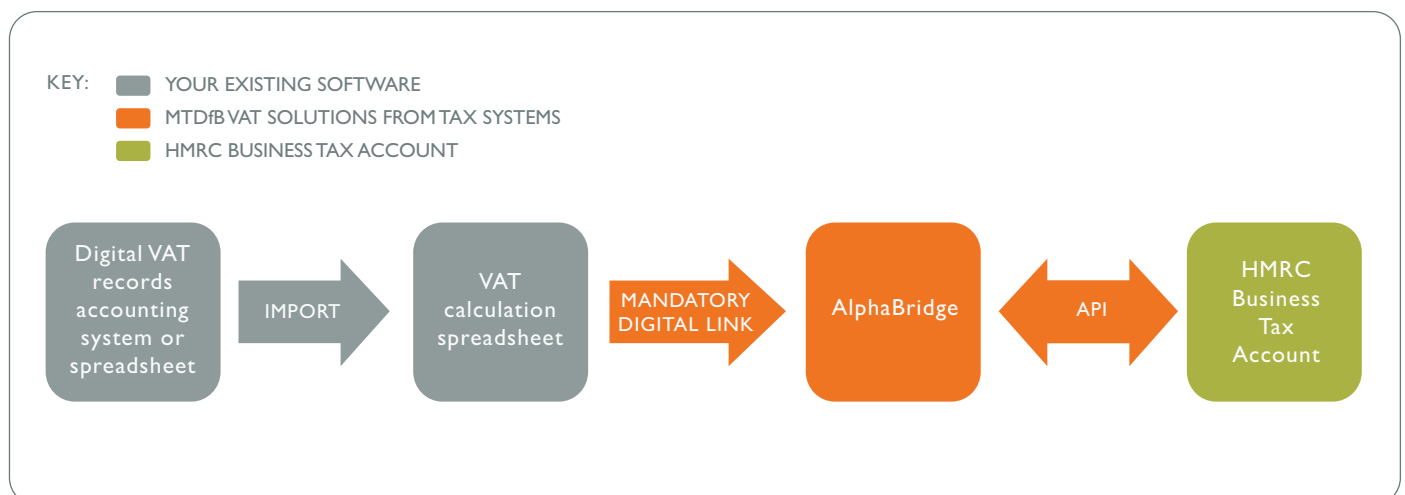 KEY:
YOUR EXISTING SOFTWARE
MTDfB VAT SOLUTIONS FROM TAX SYSTEMS
HMRC BUSINESS TAX ACCOUNT
Digital VAT
records
accounting
system or
spreadsheet
IMPORT
VAT
calculation
spreadsheet
MANDATORY
DIGITAL LINK
AlphaBridge
API
HMRC
Business
Tax
Account